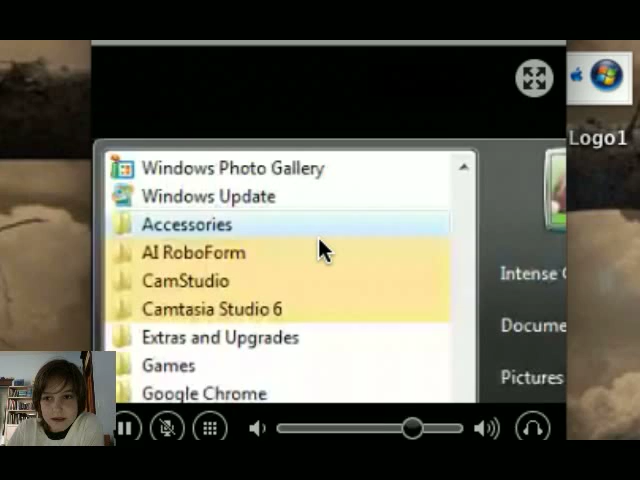 Windows Photo Gallery
Windows Update
Accessories
AI RoboForm
CamStudio
Camtasia Studio 6
Extras and Upgrades
Games
Google Chrome
Intense
Docume
Pictures
Logo1